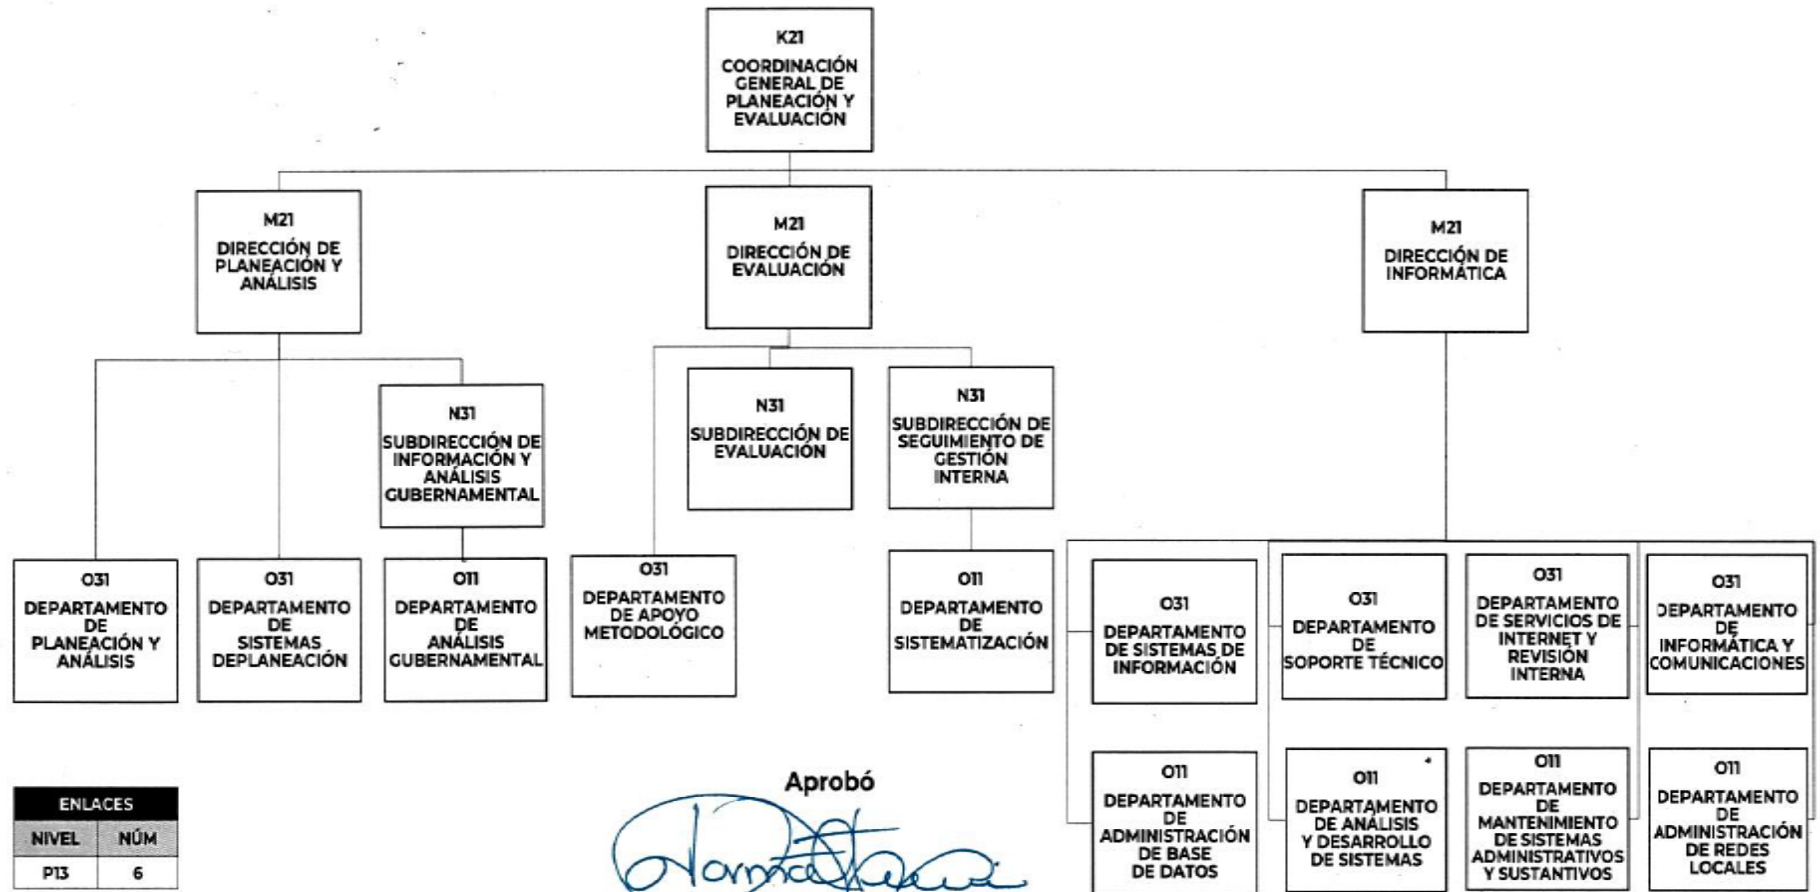 K21
COORDINACIÓN
GENERAL DE
PLANEACIÓN Y
EVALUACIÓN
M21
DIRECCIÓN DE
PLANEACIÓN Y
ANÁLISIS
M21
DIRECCIÓN DE
EVALUACIÓN
M21
DIRECCIÓN DE
INFORMÁTICA
N31
SUBDIRECCIÓN DE
INFORMACIÓN Y
ANÁLISIS
GUBERNAMENTAL
N31
SUBDIRECCIÓN DE
EVALUACIÓN
N31
SUBDIRECCIÓN DE
SEGUIMIENTO DE
GESTIÓN
INTERNA
O31
DEPARTAMENTO
DE
PLANEACIÓN Y
ANÁLISIS
O31
DEPARTAMENTO
DE
SISTEMAS
DEPLANEACIÓN
O11
DEPARTAMENTO
DE
ANÁLISIS
GUBERNAMENTAL
O31
DEPARTAMENTO
DE APOYO
METODOLÓGICO
O11
DEPARTAMENTO
DE
SISTEMATIZACIÓN
O31
DEPARTAMENTO
DE SISTEMAS DE
INFORMACIÓN
O31
DEPARTAMENTO
DE
SOPORTE TÉCNICO
O31
DEPARTAMENTO
DE SERVICIOS DE
INTERNET Y
REVISIÓN
INTERNA
O31
DEPARTAMENTO
DE
INFORMÁTICA Y
COMUNICACIONES
O11
DEPARTAMENTO
DE
ADMINISTRACIÓN
DE BASE
DE DATOS
O11
DEPARTAMENTO
DE ANÁLISIS
Y DESARROLLO
DE SISTEMAS
O11
DEPARTAMENTO
DE
MANTENIMIENTO
DE SISTEMAS
ADMINISTRATIVOS
Y SUSTANTIVOS
O11
DEPARTAMENTO
DE
ADMINISTRACIÓN
DE REDES
LOCALES
ENLACES
NIVEL NÚM
P13 6
Aprobó